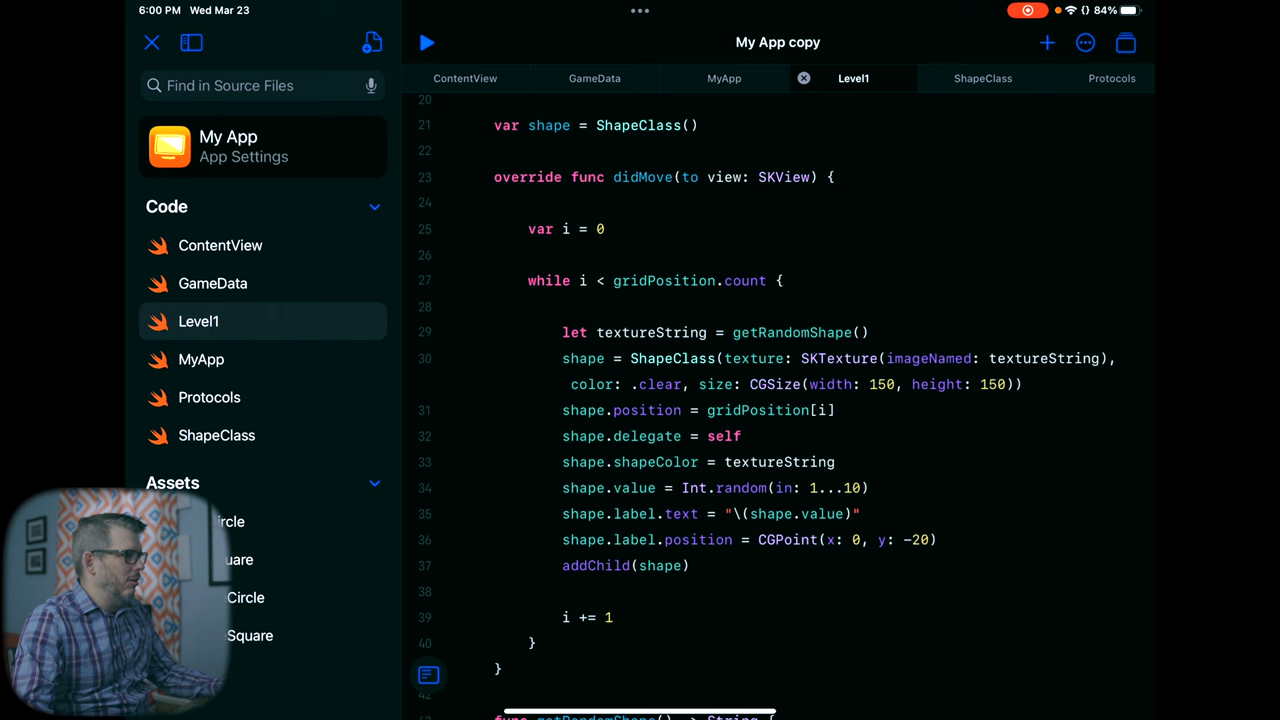 6:00 PM Wed Mar 23
84%
My App copy
ContentView
GameData
MyApp
Level1
ShapeClass
Protocols
Find in Source Files
My App
App Settings
Code
ContentView
GameData
Level1
MyApp
Protocols
ShapeClass
Assets
ircle
uare
Circle
Square
20
21 var shape = ShapeClass()
22
23 override func didMove(to view: SKView) {
24
25 var i = 0
26
27 while i < gridPosition.count {
28
29 let textureString = getRandomShape()
30 shape = ShapeClass(texture: SKTexture(imageNamed: textureString),
color: .clear, size: CGSize(width: 150, height: 150))
31 shape.position = gridPosition[i]
32 shape.delegate = self
33 shape.shapeColor = textureString
34 shape.value = Int.random(in: 1...10)
35 shape.label.text = "\(shape.value)"
36 shape.label.position = CGPoint(x: 0, y: -20)
37 addChild(shape)
38
39 i += 1
40 }
}
42
func getRandomShape() -> String {